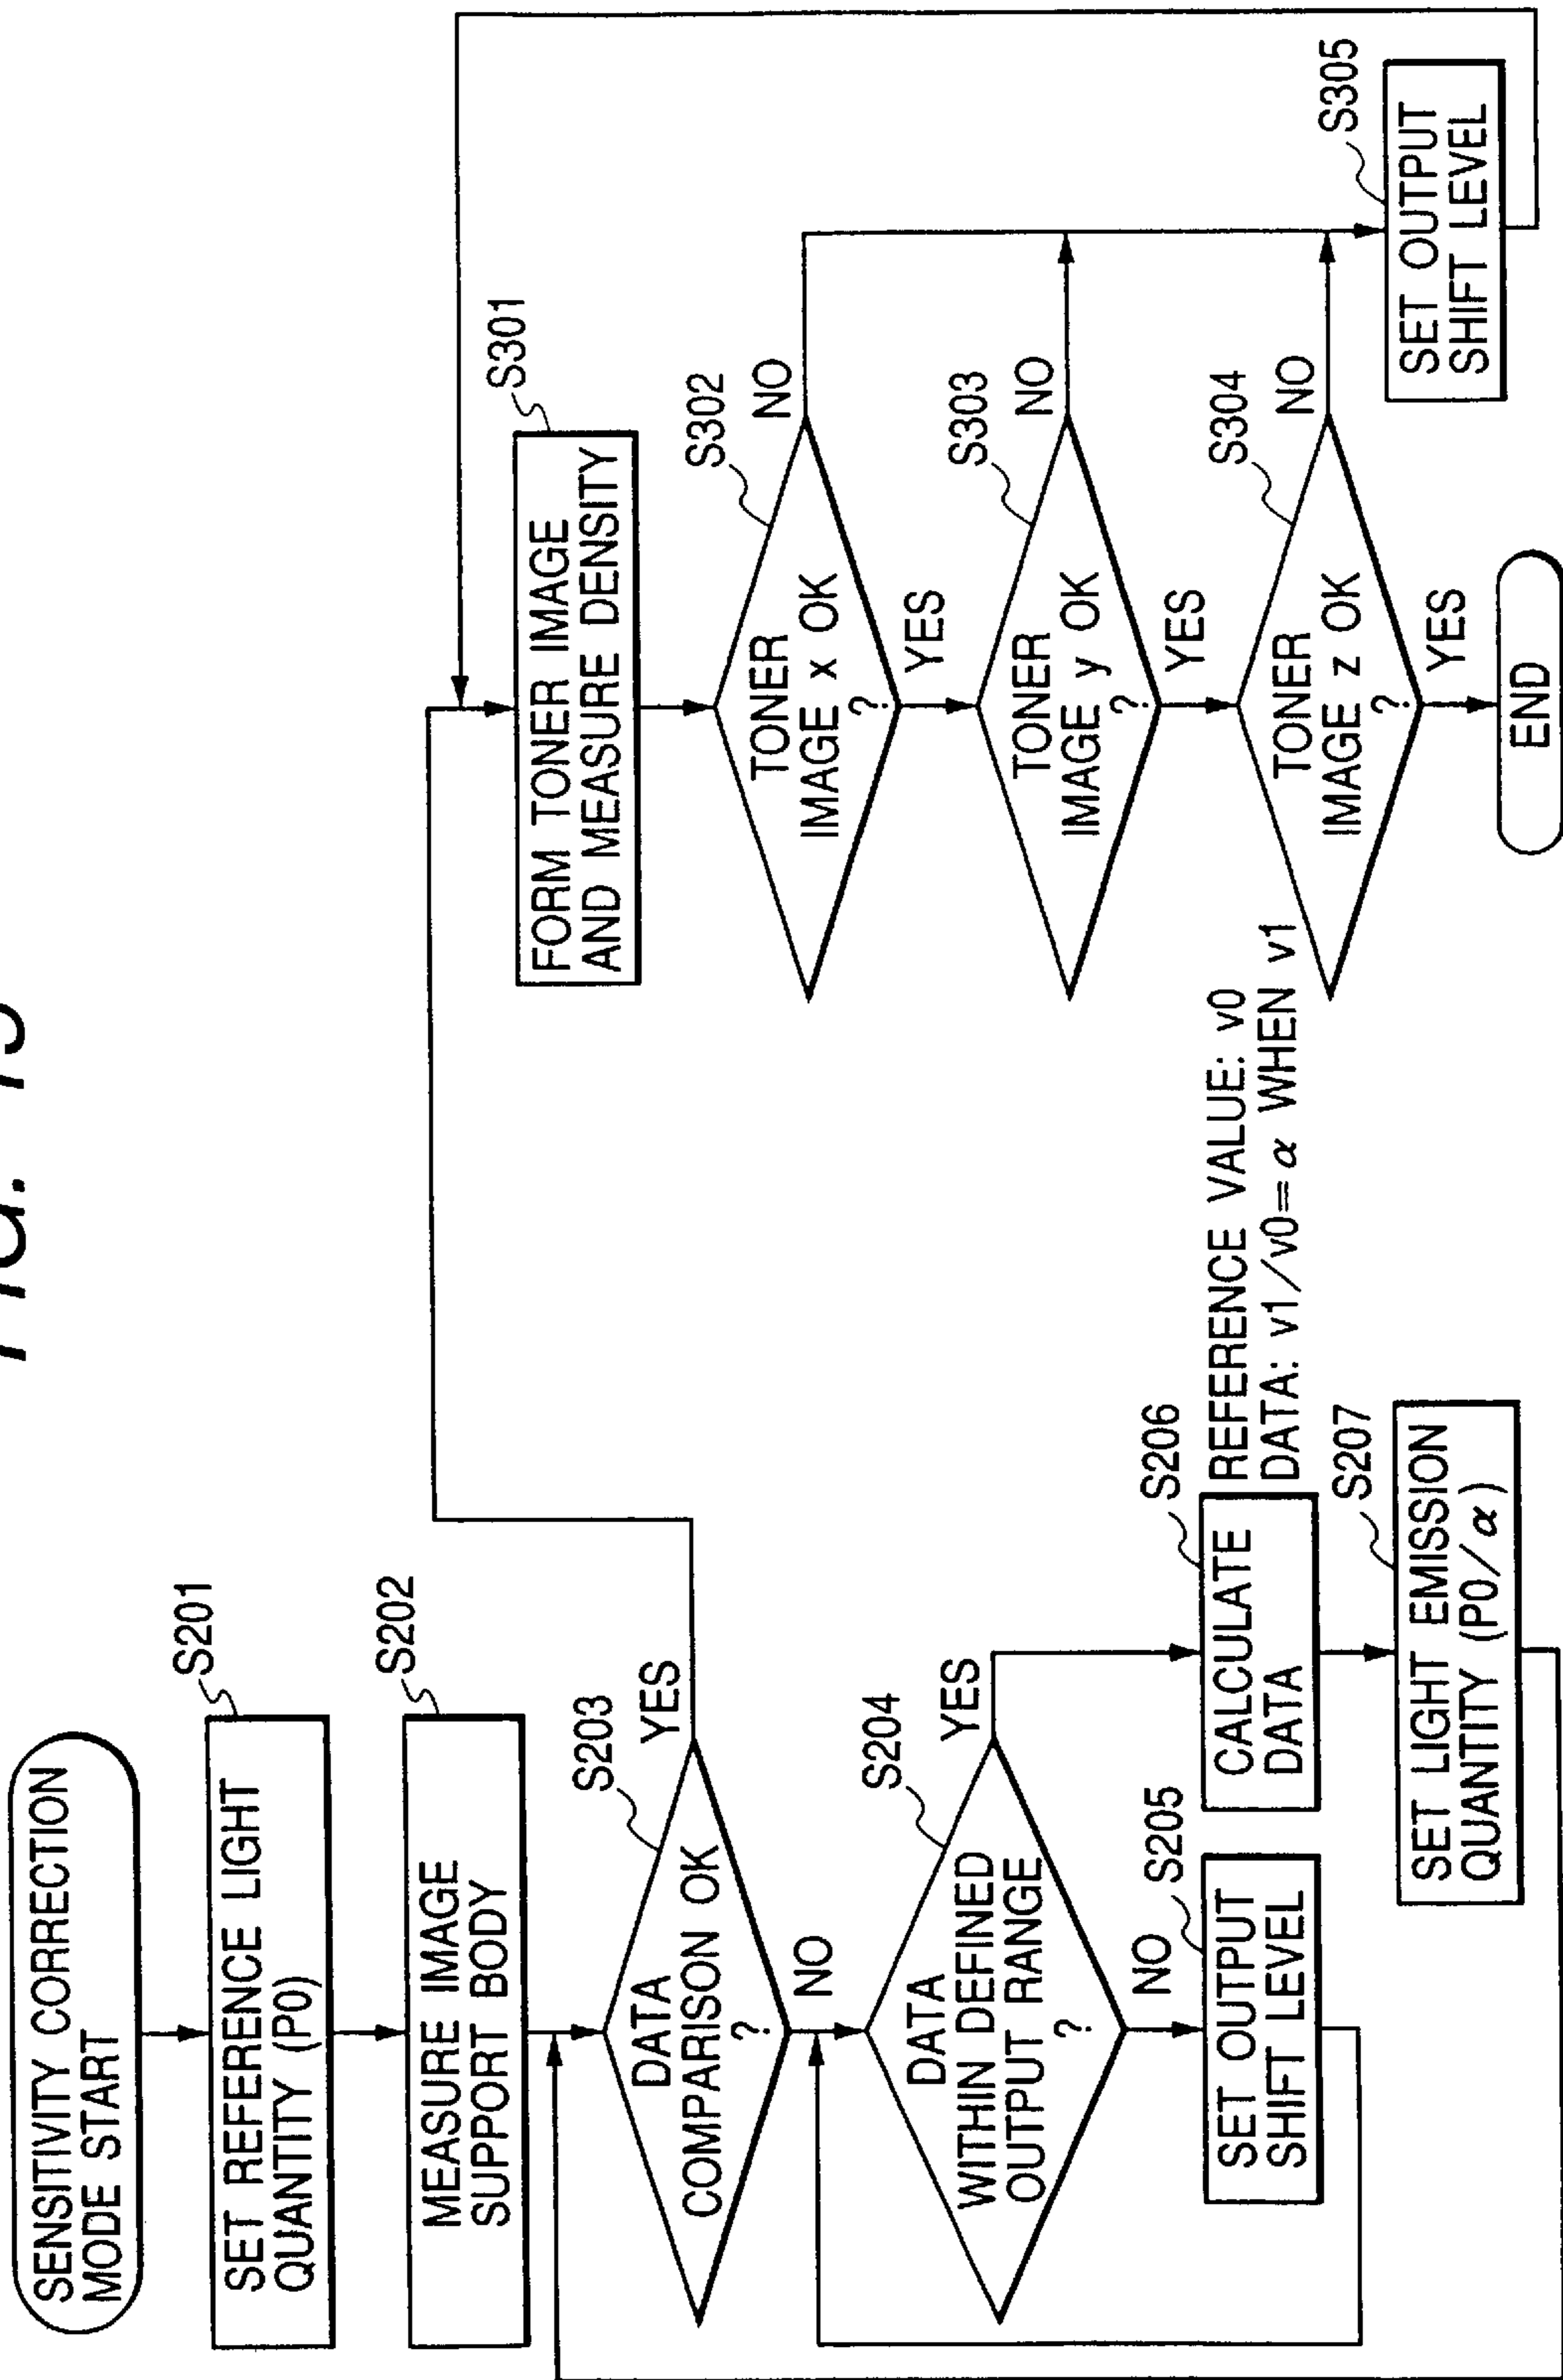 SENSITIVITY CORRECTION
MODE START
S201
SET REFERENCE LIGHT
QUANTITY (P0)
S202
MEASURE IMAGE
SUPPORT BODY
S203
DATA
COMPARISON OK
?
YES
NO
S204
DATA
WITHIN DEFINED
OUTPUT RANGE
?
YES
NO
S205
SET OUTPUT
SHIFT LEVEL
S206
CALCULATE
DATA
REFERENCE VALUE: v0
DATA: v1/v0=α WHEN v1
S207
SET LIGHT EMISSION
QUANTITY (P0/α)
S301
FORM TONER IMAGE
AND MEASURE DENSITY
S302
TONER
IMAGE x OK
?
NO
YES
S303
TONER
IMAGE y OK
?
NO
YES
S304
TONER
IMAGE z OK
?
NO
YES
S305
SET OUTPUT
SHIFT LEVEL
END